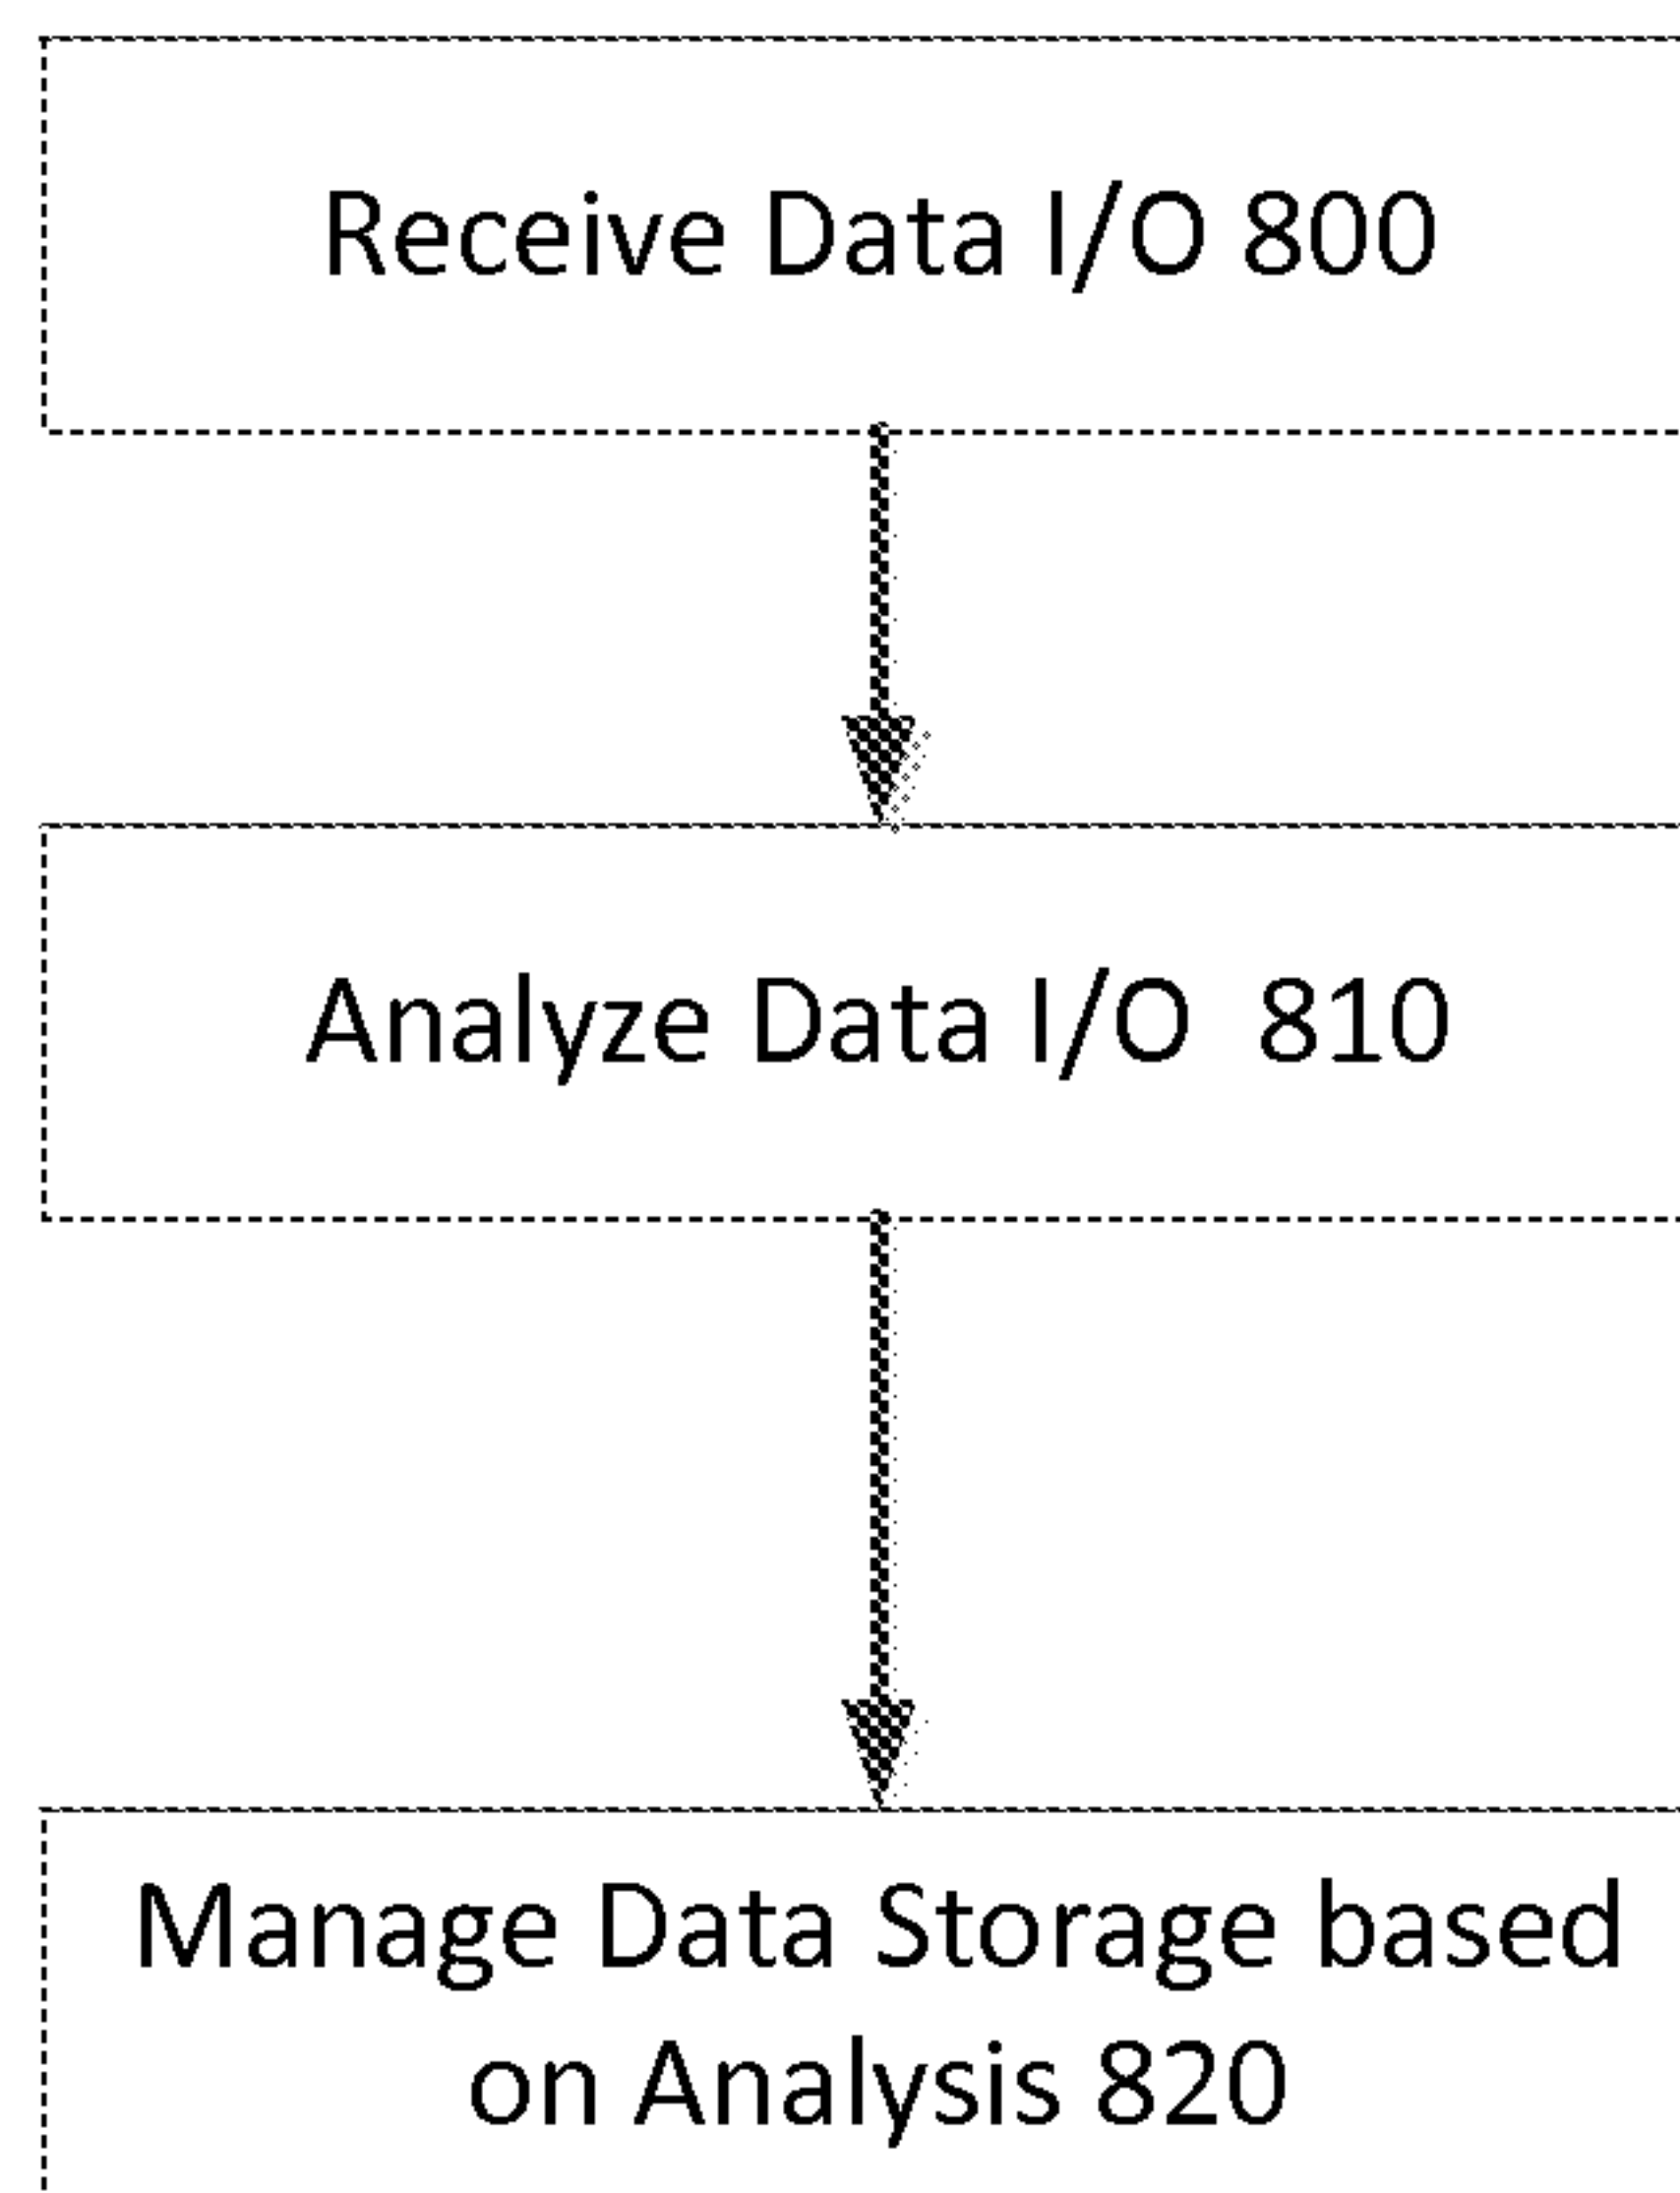 Receive Data I/O 800
Analyze Data I/O 810
Manage Data Storage based
on Analysis 820